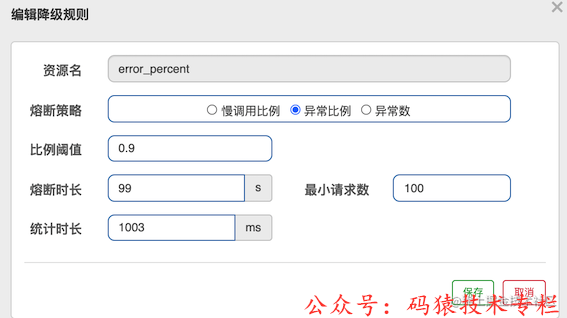 编辑降级规则
×
资源名 error_percent
熔断策略 慢调用比例 异常比例 异常数
比例阈值 0.9
熔断时长 99 s 最小请求数 100
统计时长 1003 ms
保存 取消
公众号：码猿技术专栏